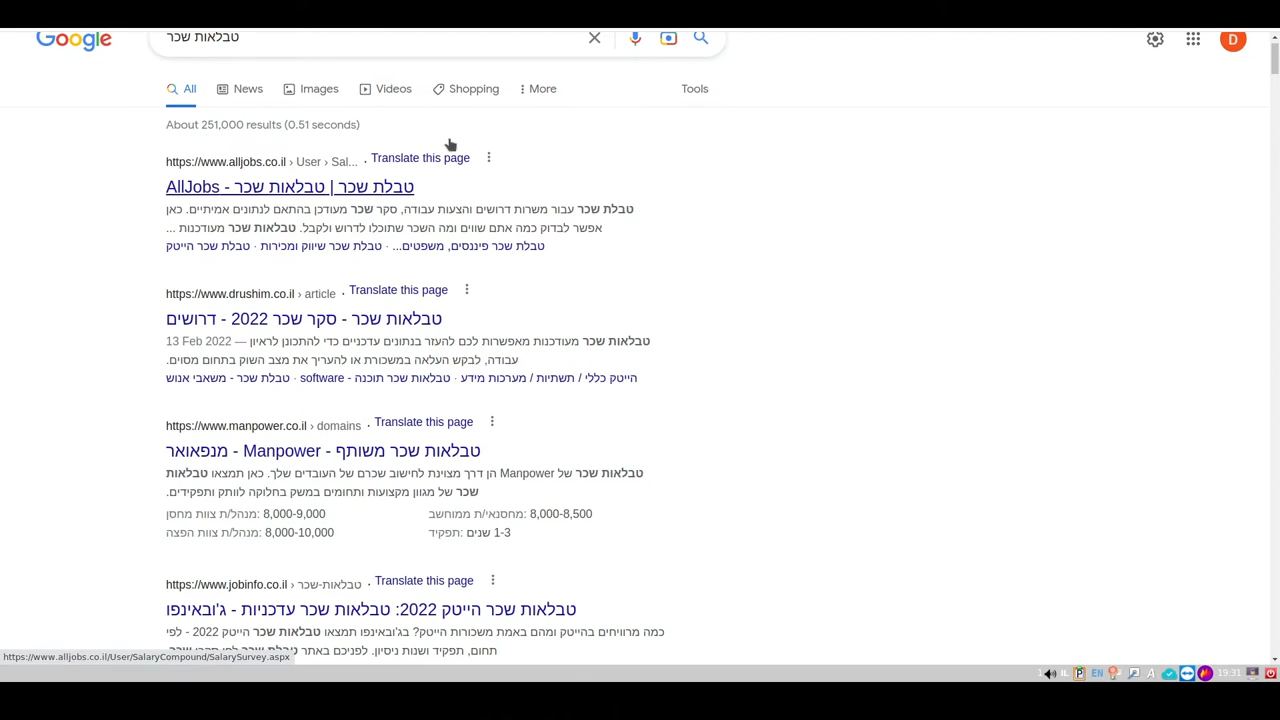 Google
טבלאות שכר
D
All
News
Images
Videos
Shopping
More
Tools
About 251,000 results (0.51 seconds)
https://www.alljobs.co.il › User › Sal... · Translate this page
טבלת שכר | טבלאות שכר - AllJobs
טבלת שכר עבור משרות דרושים והצעות עבודה, סקר שכר מעודכן בהתאם לנתונים אמיתיים. כאן
אפשר לבדוק כמה אתם שווים ומה השכר שתוכלו לדרוש ולקבל. טבלאות שכר מעודכנות ...
טבלת שכר פיננסים, משפטים... · טבלת שכר שיווק ומכירות · טבלת שכר הייטק
https://www.drushim.co.il › article · Translate this page
טבלאות שכר - סקר שכר 2022 - דרושים
13 Feb 2022 — טבלאות שכר מעודכנות מאפשרות לכם להעזר בנתונים עדכניים כדי להתכונן לראיון
עבודה, לבקש העלאה במשכורת או להעריך את מצב השוק בתחום מסוים.
הייטק כללי / תשתיות / מערכות מידע · טבלאות שכר תוכנה - software · טבלת שכר - משאבי אנוש
https://www.manpower.co.il › domains · Translate this page
טבלאות שכר משותף - Manpower - מנפאואר
טבלאות שכר של Manpower הן דרך מצוינת לחישוב שכרם של העובדים שלך. כאן תמצאו טבלאות
שכר של מגוון מקצועות ותחומים במשק בחלוקה לוותק ותפקידים.
מנהל/ת צוות מחסן: 8,000-9,000
מחסנאי/ת ממוחשב: 8,000-8,500
מנהל/ת צוות הפצה: 8,000-10,000
תפקיד: 1-3 שנים
https://www.jobinfo.co.il › טבלאות-שכר · Translate this page
טבלאות שכר הייטק 2022: טבלאות שכר עדכניות - ג'ובאינפו
כמה מרוויחים בהייטק ומהם באמת משכורות הייטק? בג'ובאינפו תמצאו טבלאות שכר הייטק 2022 - לפי
תחום, תפקיד ושנות ניסיון. לפניכם באתר טבלת שכר לפי סקרי שכר.
https://www.alljobs.co.il/User/SalaryCompound/SalarySurvey.aspx
IL
P
EN
A
19:31